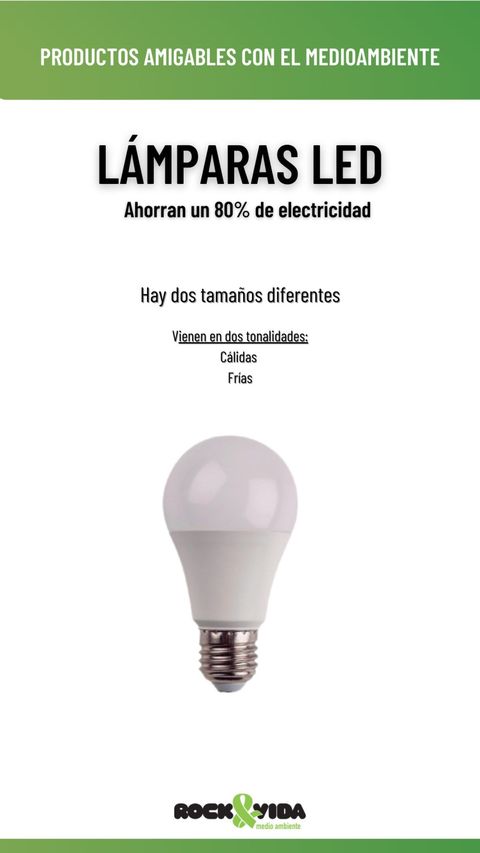 PRODUCTOS AMIGABLES CON EL MEDIOAMBIENTE
LÁMPARAS LED
Ahorran un 80% de electricidad
Hay dos tamaños diferentes
Vienen en dos tonalidades:
Cálidas
Frías
ROCK&VIDA
medio ambiente